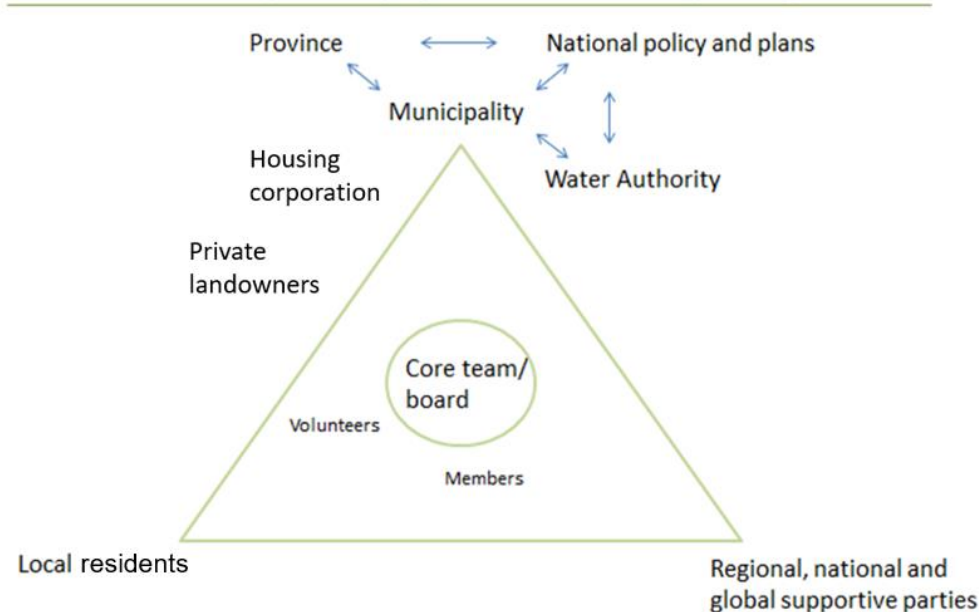 Province
National policy and plans
Municipality
Housing
corporation
Water Authority
Private
landowners
Core team/
board
Volunteers
Members
Local residents
Regional, national and
global supportive parties